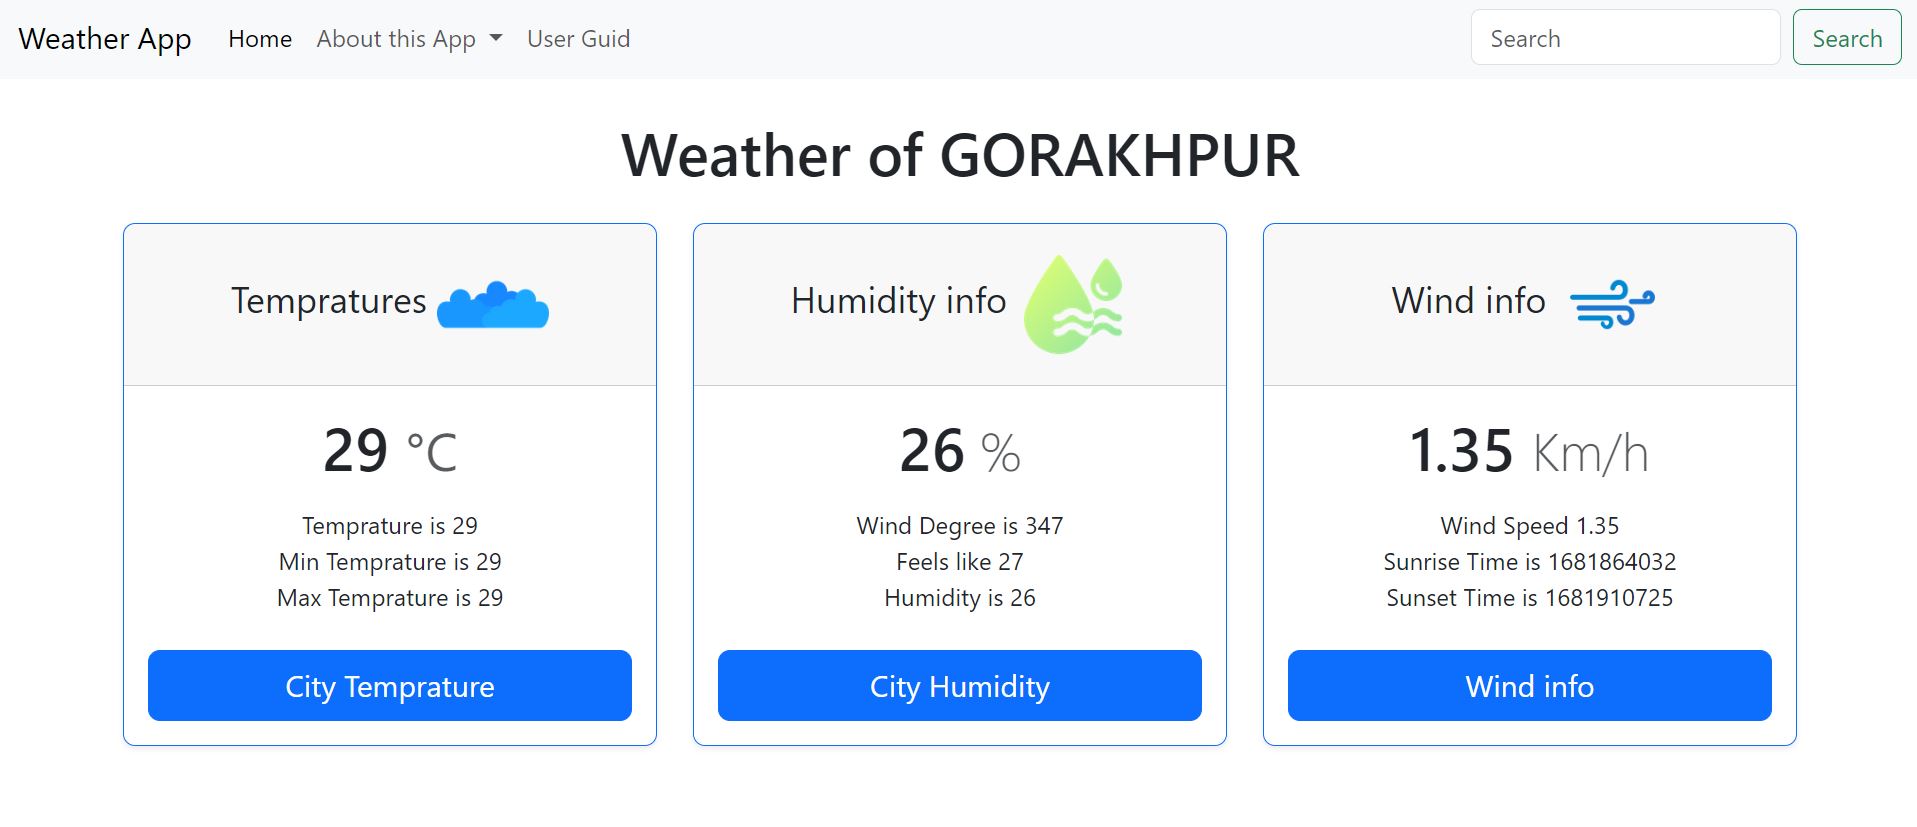 Weather App Home About this App User Guid Search Search
Weather of GORAKHPUR
Tempratures
29 °C
Temprature is 29
Min Temprature is 29
Max Temprature is 29
City Temprature
Humidity info
26 %
Wind Degree is 347
Feels like 27
Humidity is 26
City Humidity
Wind info
1.35 Km/h
Wind Speed 1.35
Sunrise Time is 1681864032
Sunset Time is 1681910725
Wind info